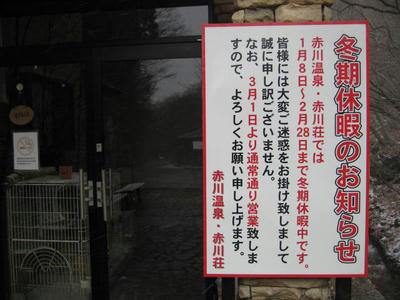 冬期休暇のお知らせ
赤川温泉・赤川荘では
1月8日～2月28日まで冬期休暇中です。
皆様には大変ご迷惑をお掛け致しまして
誠に申し訳ございません。
なお、3月1日より通常通り営業致しま
すので、よろしくお願い申し上げます。
赤川温泉・赤川荘